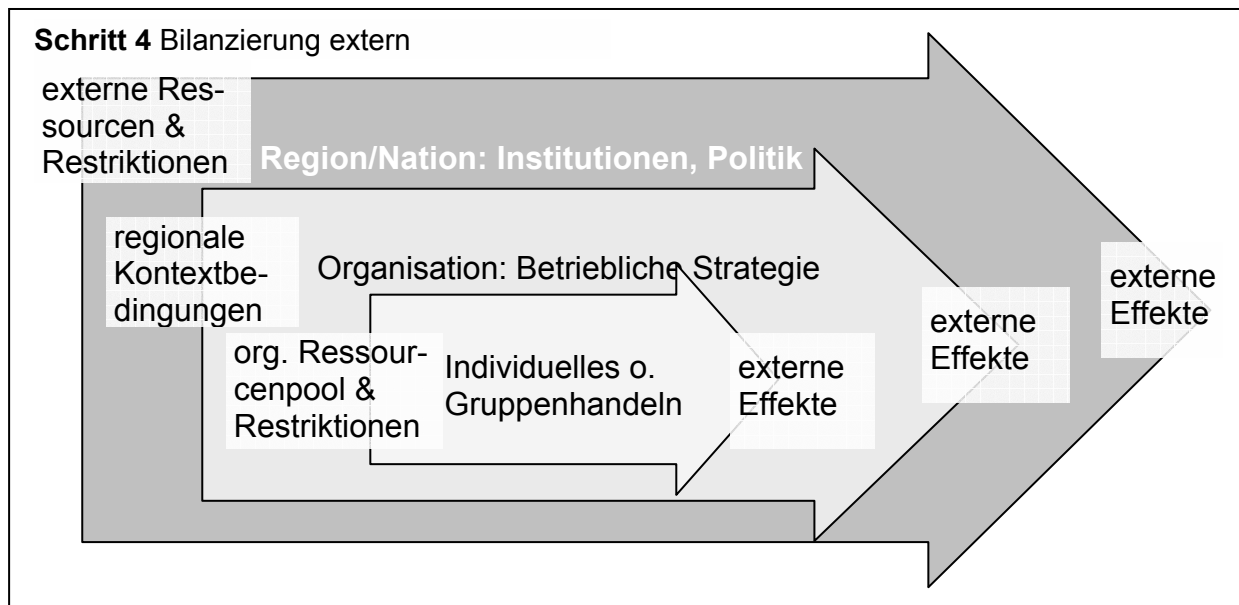 Schritt 4 Bilanzierung extern
externe Res-
sourcen &
Restriktionen
Region/Nation: Institutionen, Politik
regionale
Kontextbe-
dingungen
Organisation: Betriebliche Strategie
org. Ressour-
cenpool &
Restriktionen
Individuelles o.
Gruppenhandeln
externe
Effekte
externe
Effekte
externe
Effekte